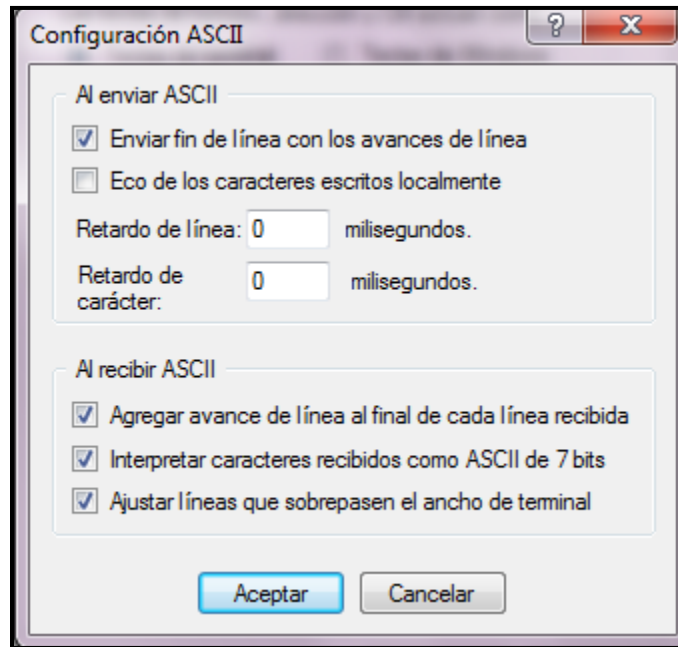 Configuración ASCII
?
Al enviar ASCII
Enviar fin de línea con los avances de línea
Eco de los caracteres escritos localmente
Retardo de línea: 0 milisegundos.
Retardo de
carácter: 0 milisegundos.
Al recibir ASCII
Agregar avance de línea al final de cada línea recibida
Interpretar caracteres recibidos como ASCII de 7 bits
Ajustar líneas que sobrepasen el ancho de terminal
Aceptar Cancelar